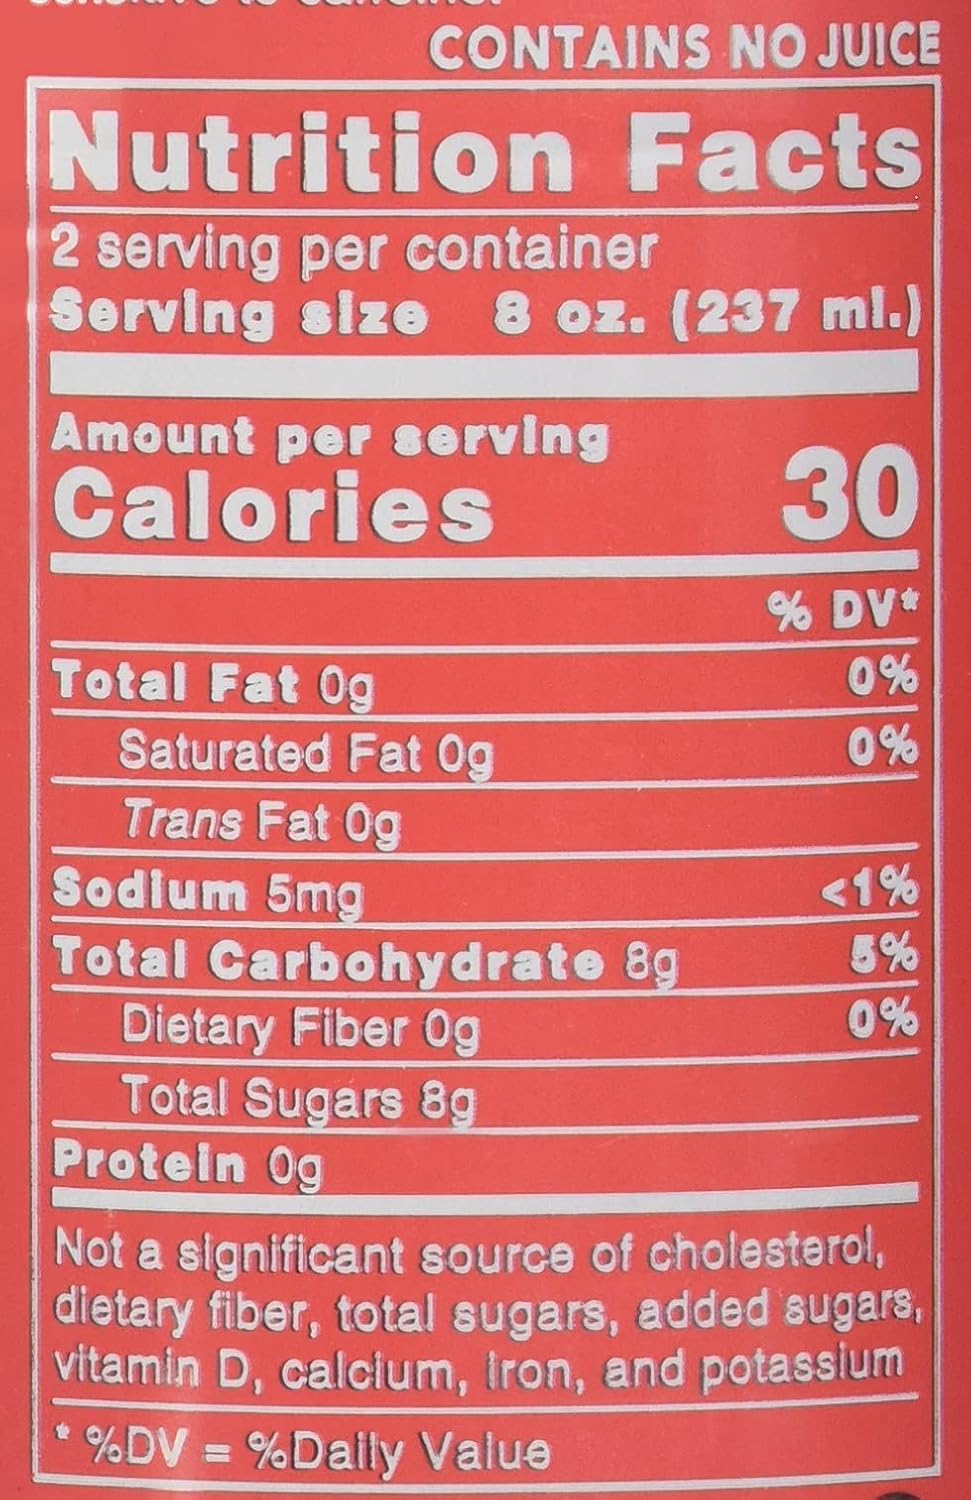 CONTAINS NO JUICE
Nutrition Facts
2 serving per container
Serving size 8 oz. (237 ml.)
Amount per serving
Calories 30
% DV*
Total Fat 0g 0%
Saturated Fat 0g 0%
Trans Fat 0g
Sodium 5mg <1%
Total Carbohydrate 8g 5%
Dietary Fiber 0g 0%
Total Sugars 8g
Protein 0g
Not a significant source of cholesterol,
dietary fiber, total sugars, added sugars,
vitamin D, calcium, iron, and potassium
* %DV = %Daily Value